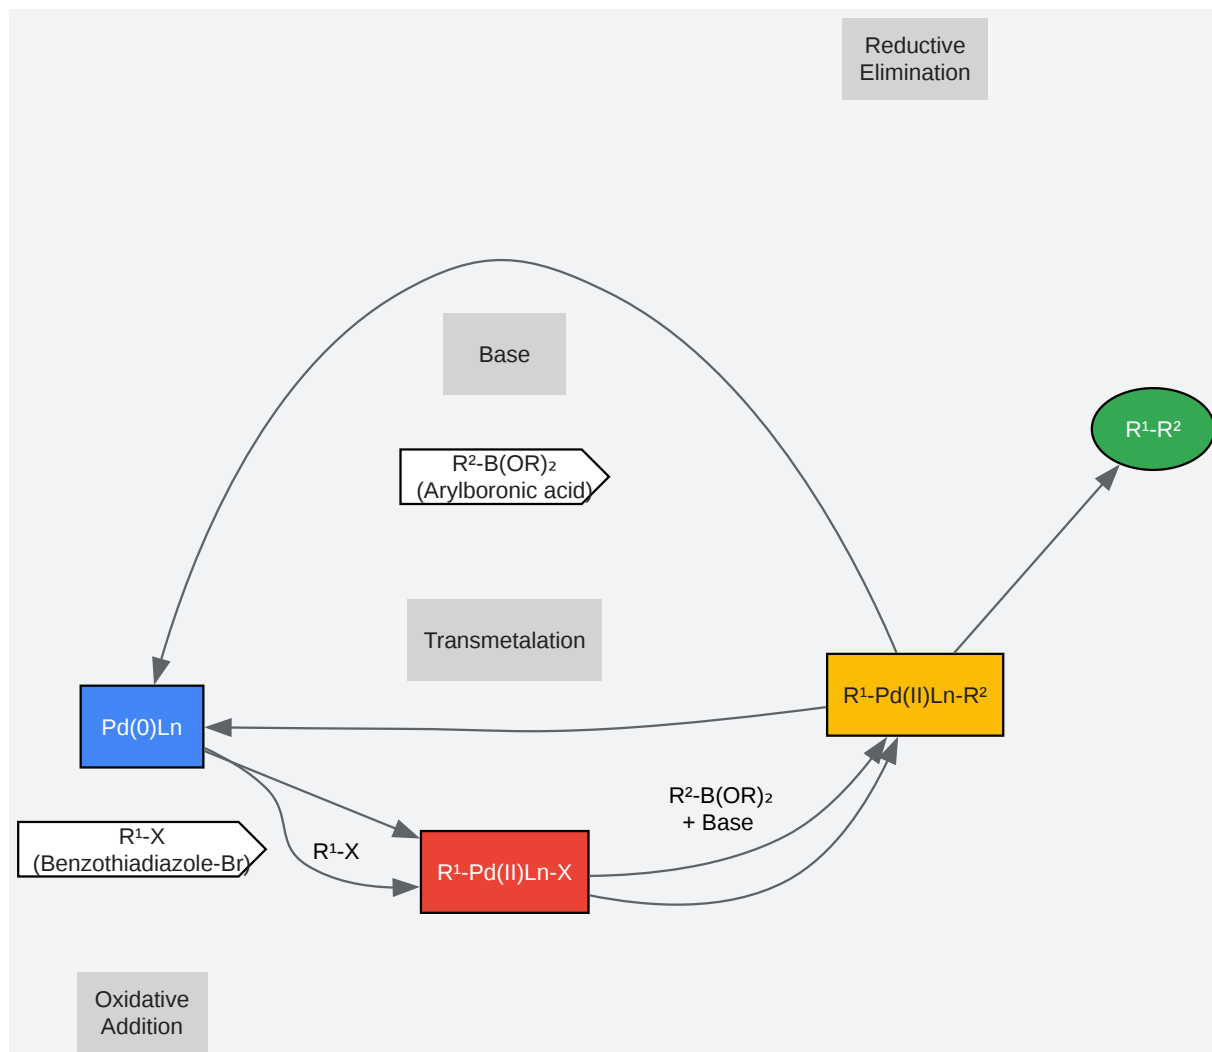 Reductive
Elimination
Base
R¹-R²
R²-B(OR)₂
(Arylboronic acid)
Transmetalation
R¹-Pd(II)Ln-R²
Pd(0)Ln
R²-B(OR)₂
+ Base
R¹-X
(Benzothiadiazole-Br)
R¹-X
R¹-Pd(II)Ln-X
Oxidative
Addition